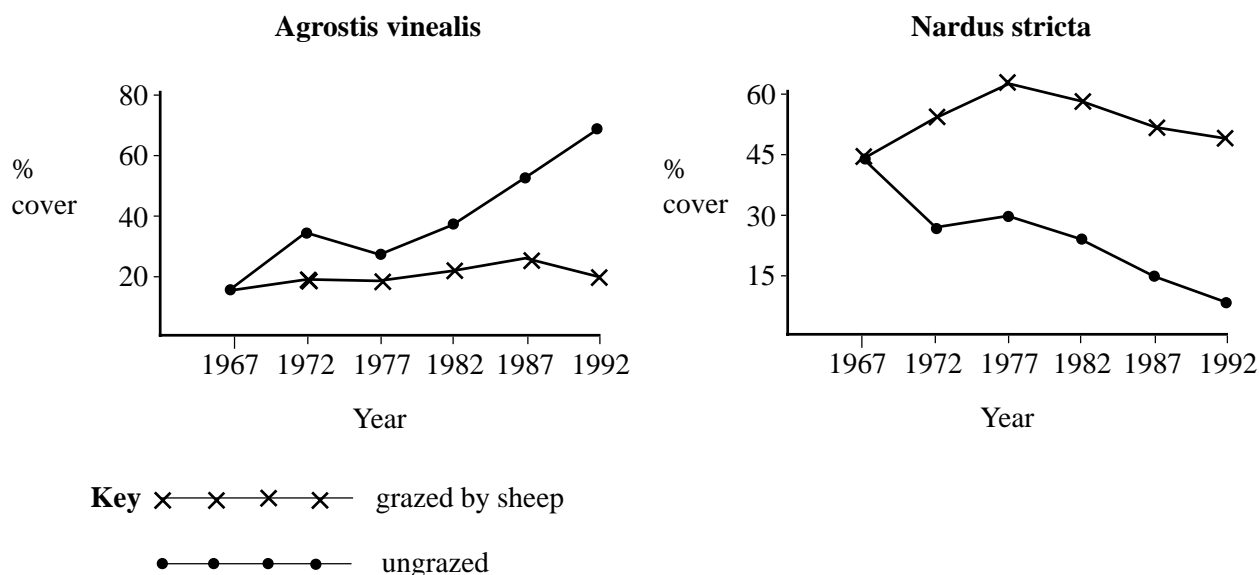 Agrostis vinealis
80
60
40
20
% cover
1967 1972 1977 1982 1987 1992
Year
Nardus stricta
60
45
30
15
% cover
1967 1972 1977 1982 1987 1992
Year
Key
grazed by sheep
ungrazed